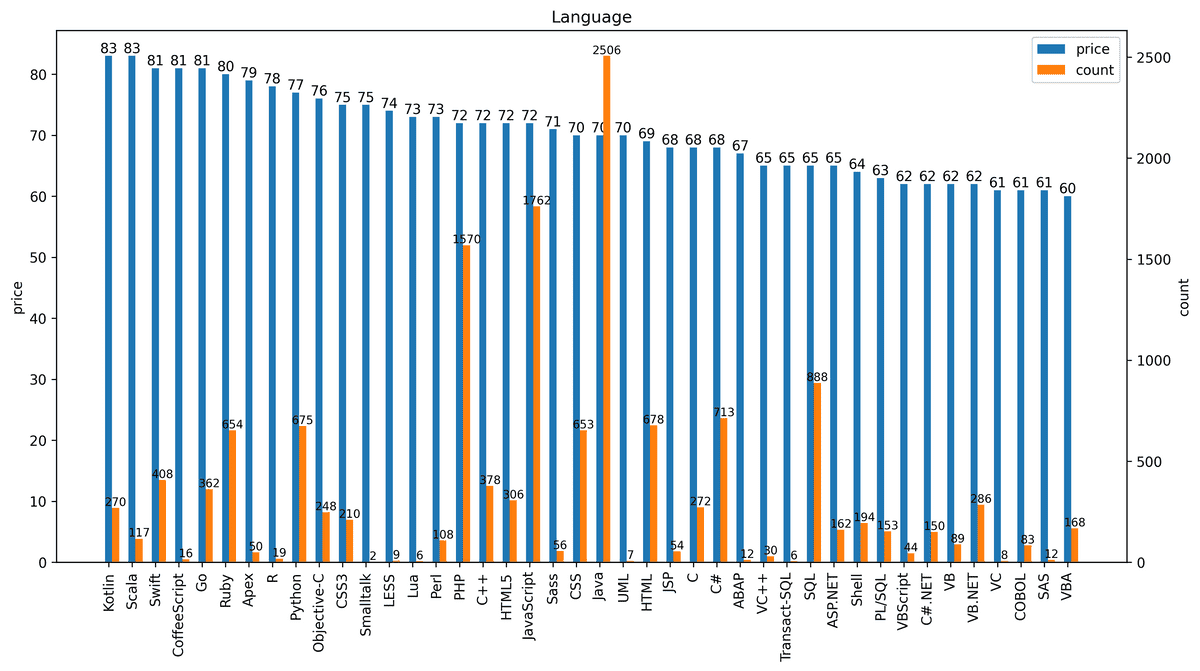 Language
price
count
83 83 81 81 81 80 79 78 77 76 75 75 74 73 73 72 72 72 72 71 70 70 70 69 68 68 68 67 65 65 65 65 64 63 62 62 62 62 61 61 61 60
270 117 408 16 362 654 50 19 675 248 210 2 9 6 108 1570 378 306 1762 56 653 2506 7 678 54 272 713 12 30 6 888 162 194 153 44 150 89 286 8 83 12 168
80
70
60
50
40
30
20
10
0
price
2500
2000
1500
1000
500
0
count
Kotlin
Scala
Swift
CoffeeScript
Go
Ruby
Apex
R
Python
Objective-C
CSS3
Smalltalk
LESS
Lua
Perl
PHP
C++
HTML5
JavaScript
Sass
CSS
Java
UML
HTML
JSP
C
C#
ABAP
VC++
Transact-SQL
SQL
ASP.NET
Shell
PL/SQL
VBScript
C#.NET
VB
VB.NET
VC
COBOL
SAS
VBA